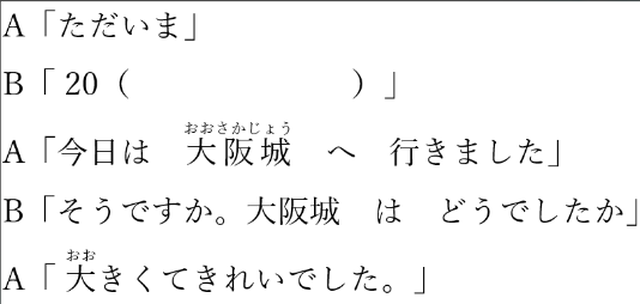 A「ただいま」
B「 20（　　　　　　　　）」
おおさかじょう
A「今日は　大阪城　へ　行きました」
B「そうですか。大阪城　は　どうでしたか」
おお
A「 大きくてきれいでした。」